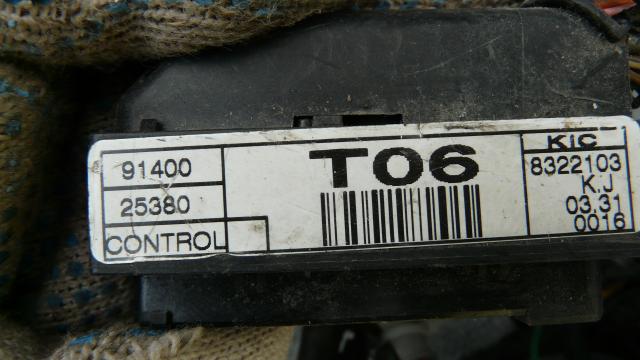 91400
25380
CONTROL
T06
KIC
8322103
K.J
03.31
0016